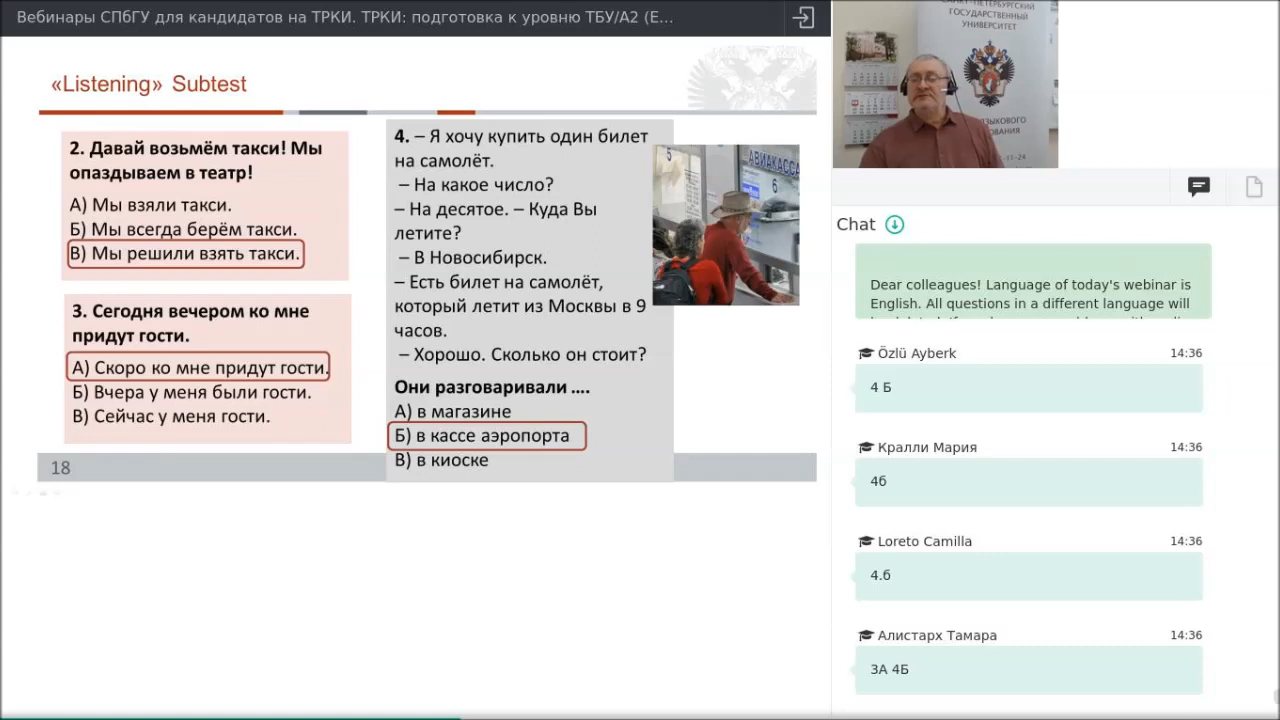 Вебинары СПбГУ для кандидатов на ТРКИ. ТРКИ: подготовка к уровню ТБУ/А2 (Е...
«Listening» Subtest
2. Давай возьмём такси! Мы
опаздываем в театр!
А) Мы взяли такси.
Б) Мы всегда берём такси.
В) Мы решили взять такси.
3. Сегодня вечером ко мне
придут гости.
А) Скоро ко мне придут гости.
Б) Вчера у меня были гости.
В) Сейчас у меня гости.
4. – Я хочу купить один билет
на самолёт.
– На какое число?
– На десятое. – Куда Вы
летите?
– В Новосибирск.
– Есть билет на самолёт,
который летит из Москвы в 9
часов.
– Хорошо. Сколько он стоит?
Они разговаривали ....
А) в магазине
Б) в кассе аэропорта
В) в киоске
5
АВИАКАССА
6
18
ГОСУДАРСТВЕННЫЙ
УНИВЕРСИТЕТ
Chat
Dear colleagues! Language of today's webinar is
English. All questions in a different language will
Özlü Ayberk 14:36
4 Б
Кралли Мария 14:36
4б
Loreto Camilla 14:36
4.б
Алистарх Тамара 14:36
3А 4Б